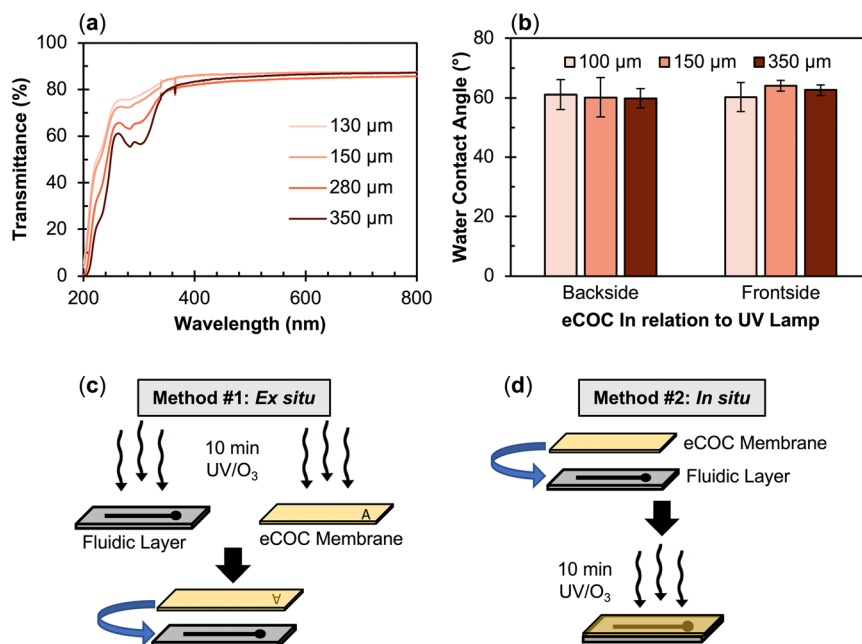 (a)
100
80
60
40
20
0
Transmittance (%)
130 µm
150 µm
280 µm
350 µm
200
400
600
800
Wavelength (nm)
(b)
80
60
40
20
0
Water Contact Angle (°)
100 µm
150 µm
350 µm
Backside
Frontside
eCOC In relation to UV Lamp
(c)
Method #1: Ex situ
10 min
UV/O₃
A
Fluidic Layer
eCOC Membrane
A
(d)
Method #2: In situ
eCOC Membrane
Fluidic Layer
10 min
UV/O₃